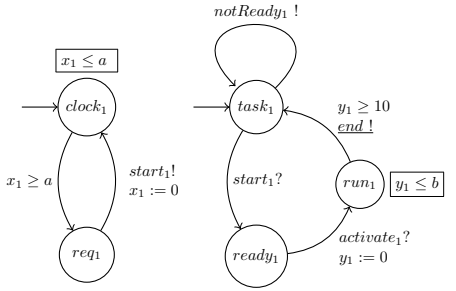 notReady₁ !
x₁ ≤ a
clock₁
task₁
y₁ ≥ 10
end !
x₁ ≥ a
start₁!
x₁ := 0
start₁?
run₁
y₁ ≤ b
req₁
ready₁
activate₁?
y₁ := 0